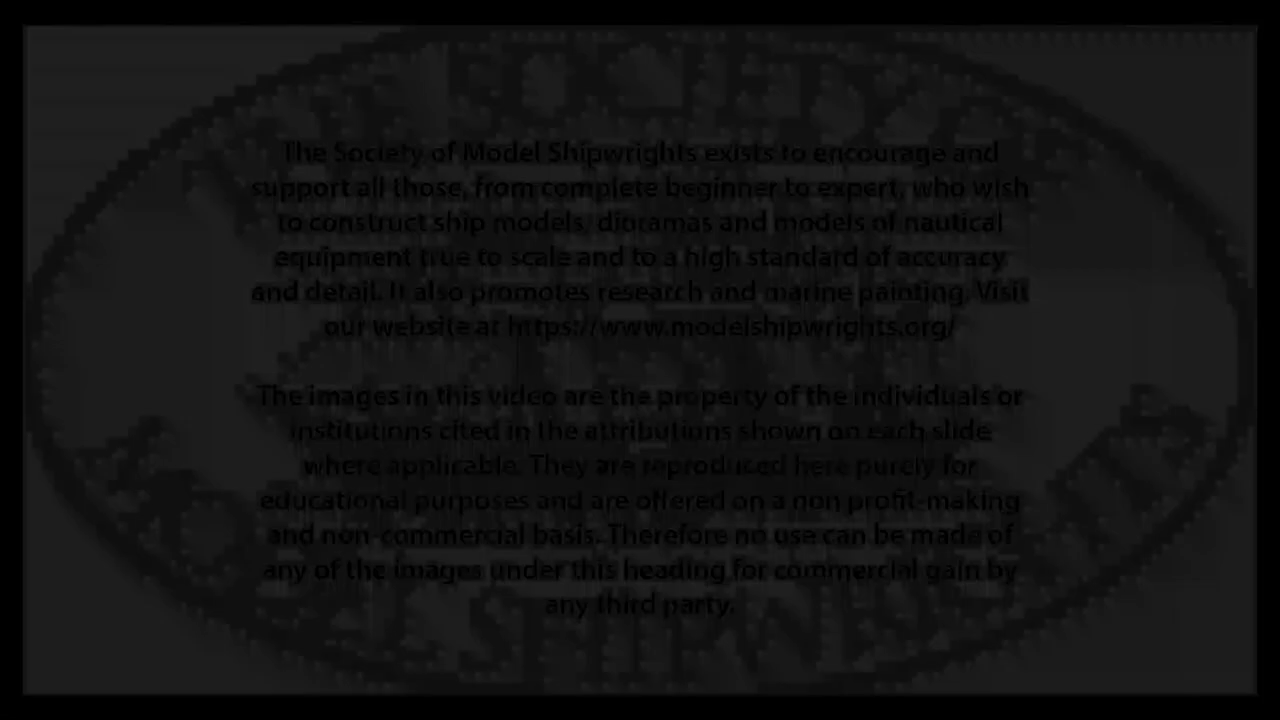 THE SOCIETY OF
The Society of Model Shipwrights exists to encourage and
support all those, from complete beginner to expert, who wish
to construct ship models, dioramas and models of nautical
equipment true to scale and to a high standard of accuracy
and detail. It also promotes research and marine painting. Visit
our website at https://www.modelshipwrights.org/
The images in this video are the property of the individuals or
institutions cited in the attributions shown on each slide
where applicable. They are reproduced here purely for
educational purposes and are offered on a non profit-making
and non-commercial basis. Therefore no use can be made of
any of the images under this heading for commercial gain by
any third party.
MODEL SHIPWRIGHTS